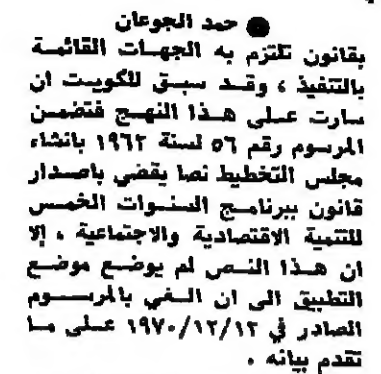 ● حمد الجوعان
بقانون تلتزم به الجهات القائمة
بالتنفيذ ، وقد سبق للكويت ان
سارت على هذا النهج فتضمن
المرسوم رقم ٥٦ لسنة ١٩٦٢ بانشاء
مجلس التخطيط نصا يقضي باصدار
قانون ببرنامج السنوات الخمس
للتنمية الاقتصادية والاجتماعية ، إلا
ان هذا النص لم يوضع موضع
التطبيق الى ان الغي بالمرسوم
الصادر في ١٩٧٠/١٢/١٢ على ما
تقدم بيانه .